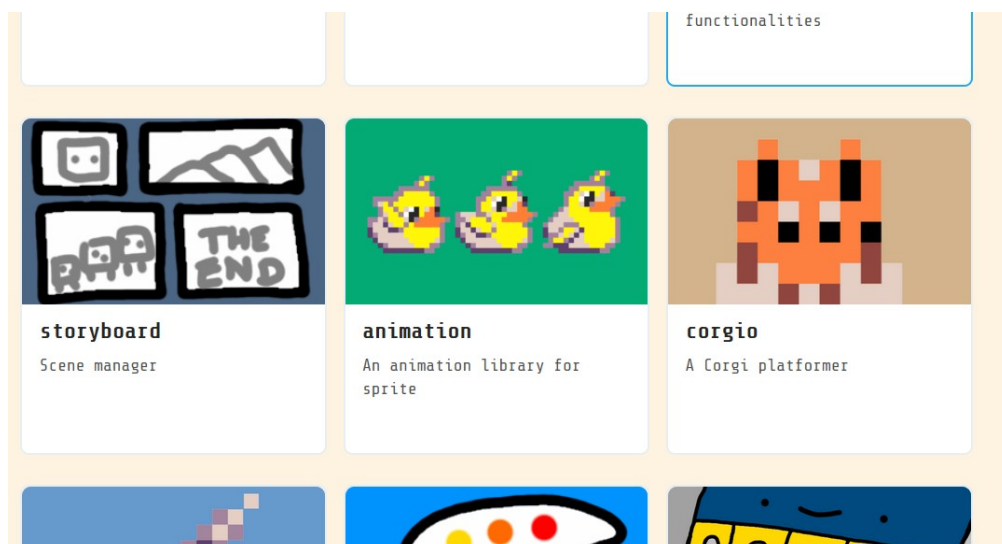 functionalities
THE
END
storyboard
animation
corgio
Scene manager
An animation library for
sprite
A Corgi platformer